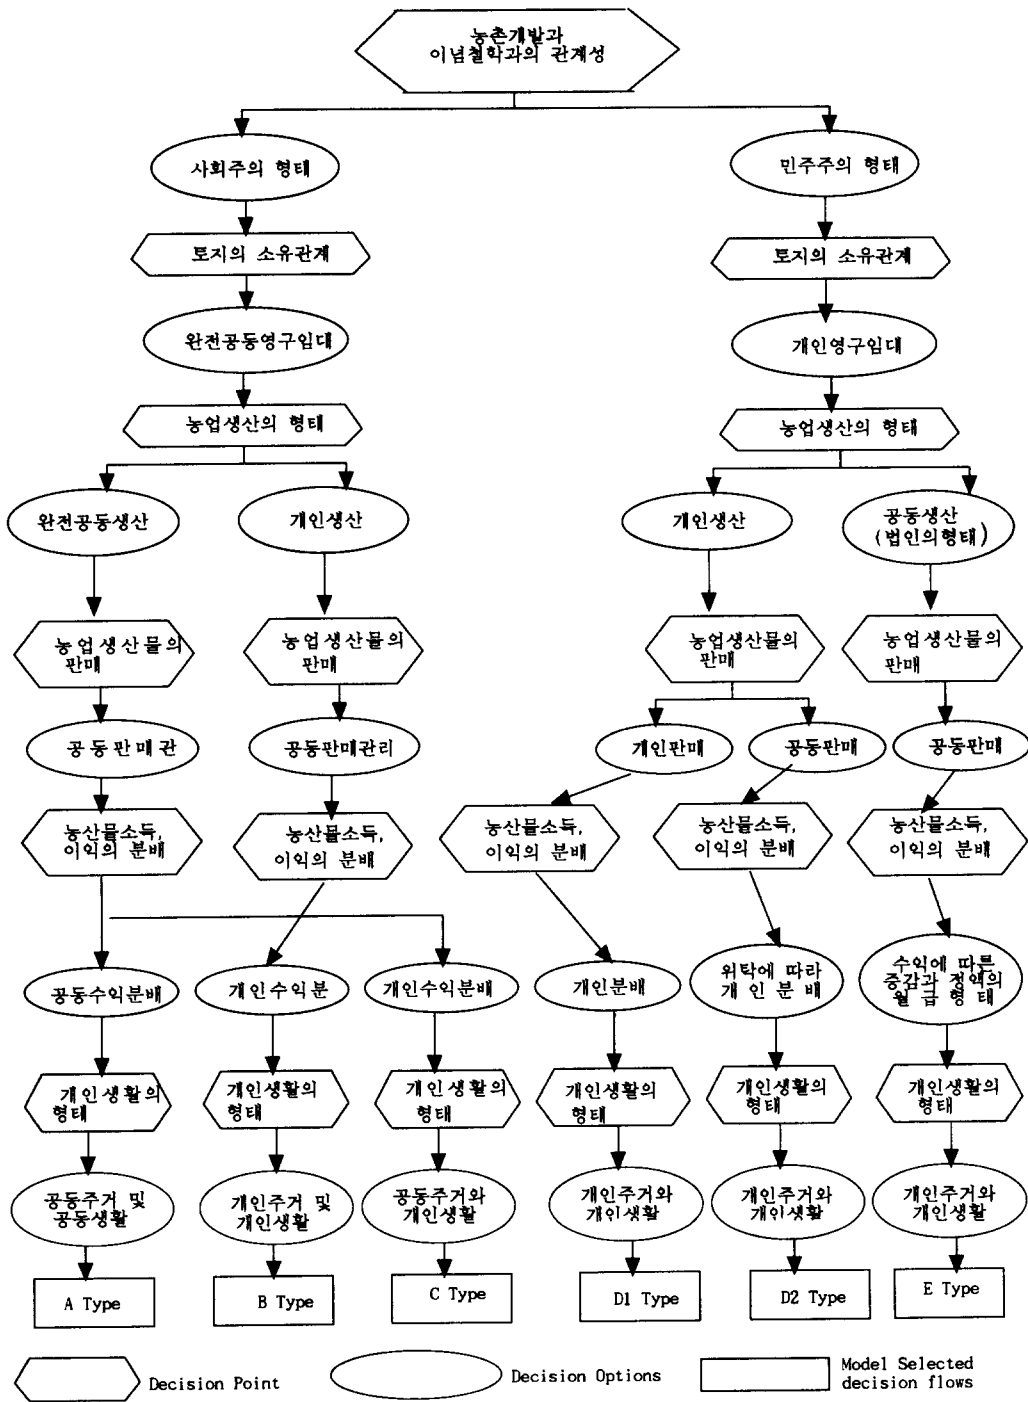 농촌개발과
이념철학과의 관계성
사회주의 형태
민주주의 형태
토지의 소유관계
토지의 소유관계
완전공동영구임대
개인영구임대
농업생산의 형태
농업생산의 형태
완전공동생산
개인생산
개인생산
공동생산
(법인의형태)
농업생산물의
판매
농업생산물의
판매
농업생산물의
판매
농업생산물의
판매
공동판매관
공동판매관리
개인판매
공동판매
공동판매
농산물소득,
이익의 분배
농산물소득,
이익의 분배
농산물소득,
이익의 분배
농산물소득,
이익의 분배
농산물소득,
이익의 분배
공동수익분배
개인수익분
개인수익분배
개인분배
위탁에 따라
개인분배
수익에 따른
증감과 정액의
월급형태
개인생활의
형태
개인생활의
형태
개인생활의
형태
개인생활의
형태
개인생활의
형태
개인생활의
형태
공동주거 및
공동생활
개인주거 및
개인생활
공동주거와
개인생활
개인주거와
개인생활
개인주거와
개인생활
개인주거와
개인생활
A Type
B Type
C Type
D1 Type
D2 Type
E Type
Decision Point
Decision Options
Model Selected
decision flows